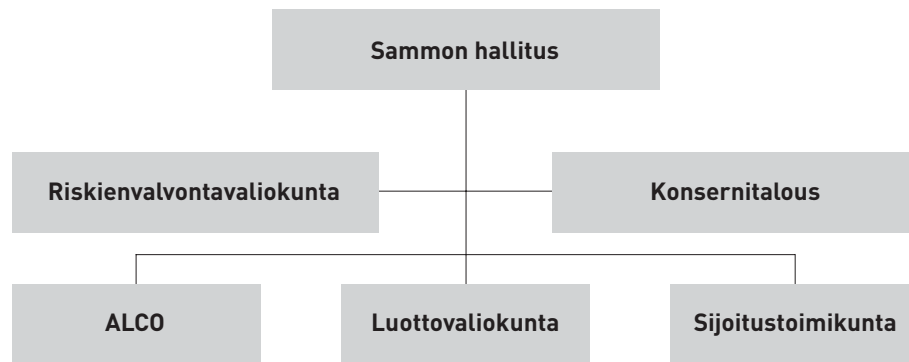 Sammon hallitus
Riskienvalvontavaliokunta
Konsernitalous
ALCO
Luottovaliokunta
Sijoitustoimikunta